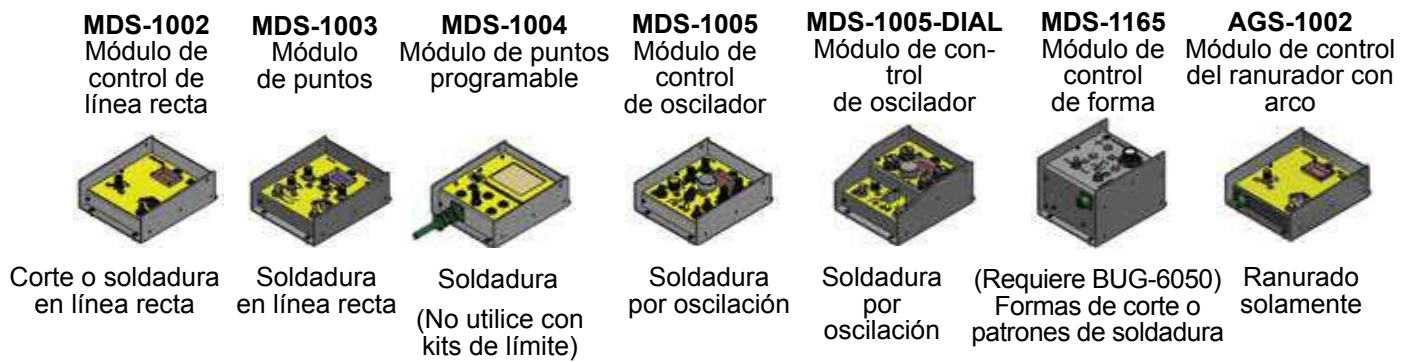 MDS-1002
Módulo de
control de
línea recta
MDS-1003
Módulo
de puntos
MDS-1004
Módulo de puntos
programable
MDS-1005
Módulo de
control
de oscilador
MDS-1005-DIAL
Módulo de con-
trol
de oscilador
MDS-1165
Módulo de
control
de forma
AGS-1002
Módulo de control
del ranurador con
arco
Corte o soldadura
en línea recta
Soldadura
en línea recta
Soldadura
(No utilice con
kits de límite)
Soldadura
por oscilación
Soldadura
por
oscilación
(Requiere BUG-6050)
Formas de corte o
patrones de soldadura
Ranurado
solamente